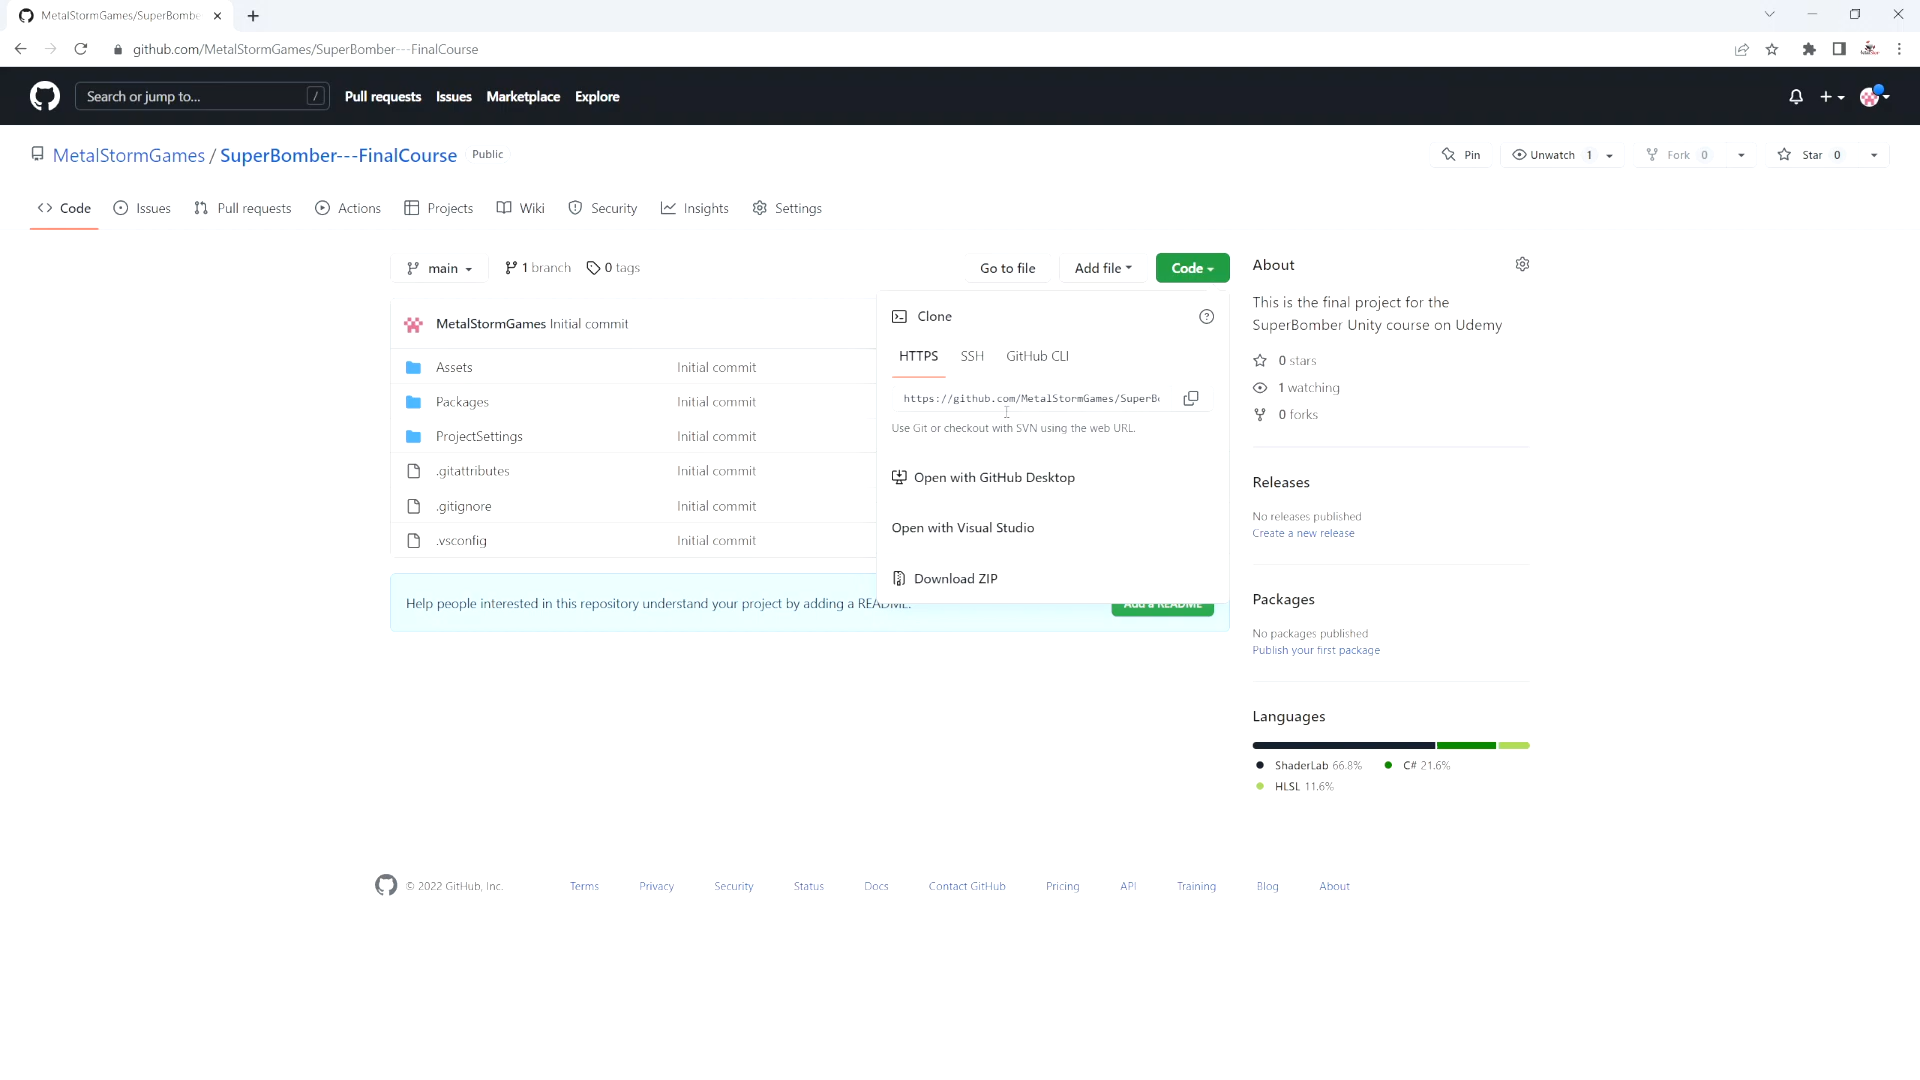 MetalStormGames/SuperBombe
github.com/MetalStormGames/SuperBomber---FinalCourse
Search or jump to... /
Pull requests Issues Marketplace Explore
MetalStormGames / SuperBomber---FinalCourse Public
Pin Unwatch 1 Fork 0 Star 0
Code Issues Pull requests Actions Projects Wiki Security Insights Settings
main 1 branch 0 tags Go to file Add file Code
MetalStormGames Initial commit
Assets Initial commit
Packages Initial commit
ProjectSettings Initial commit
.gitattributes Initial commit
.gitignore Initial commit
.vsconfig Initial commit
Help people interested in this repository understand your project by adding a README.
Add a README
Clone
HTTPS SSH GitHub CLI
https://github.com/MetalStormGames/SuperB
Use Git or checkout with SVN using the web URL.
Open with GitHub Desktop
Open with Visual Studio
Download ZIP
About
This is the final project for the
SuperBomber Unity course on Udemy
0 stars
1 watching
0 forks
Releases
No releases published
Create a new release
Packages
No packages published
Publish your first package
Languages
ShaderLab 66.8% C# 21.6%
HLSL 11.6%
© 2022 GitHub, Inc. Terms Privacy Security Status Docs Contact GitHub Pricing API Training Blog About